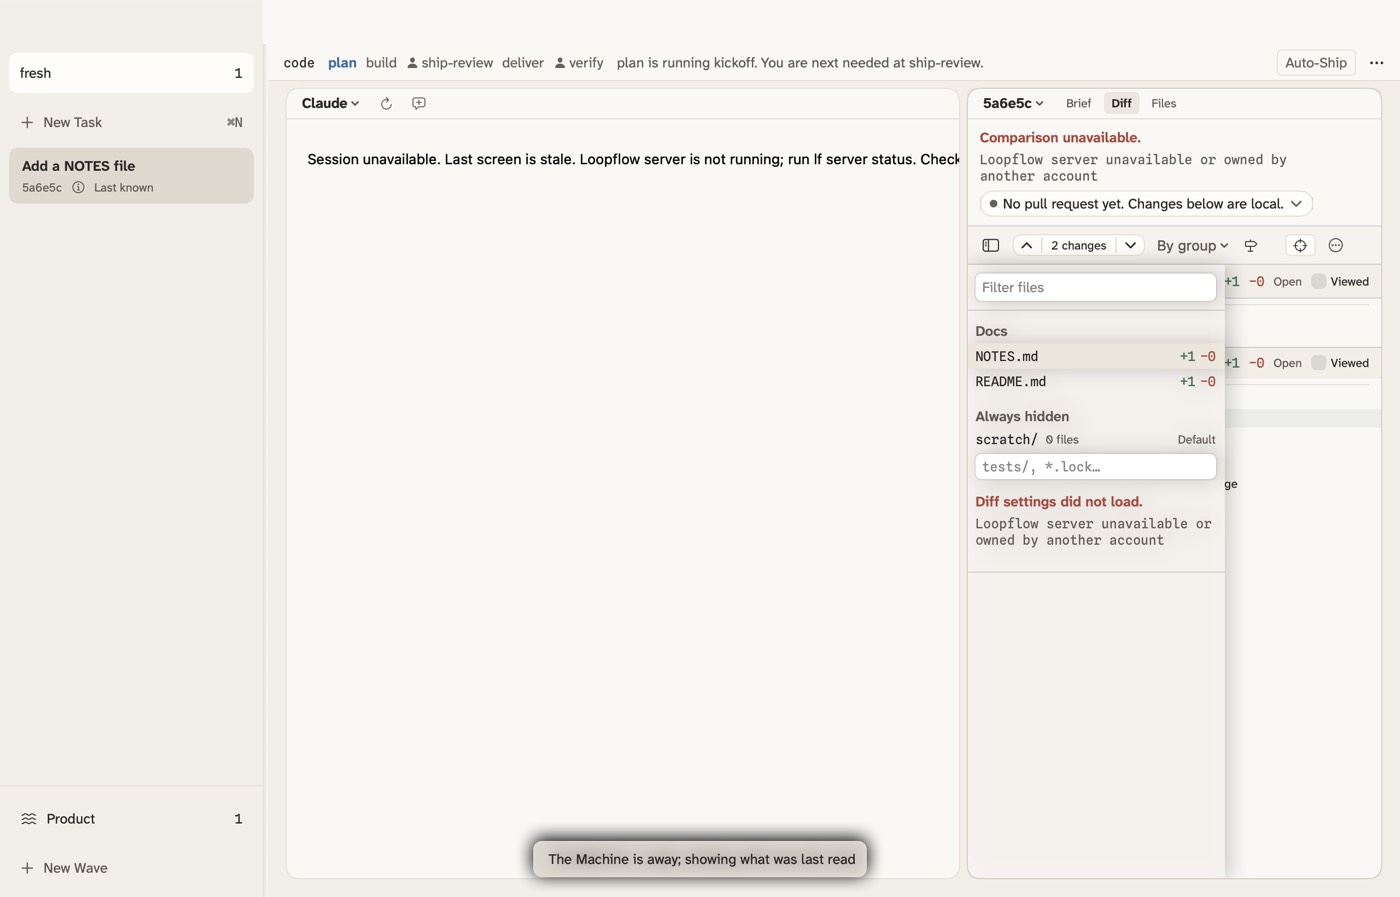 fresh 1
New Task ⌘N
Add a NOTES file
5a6e5c Last known
Product 1
New Wave
code plan build ship-review deliver verify plan is running kickoff. You are next needed at ship-review.
Auto-Ship
Claude
Session unavailable. Last screen is stale. Loopflow server is not running; run lf server status. Check
The Machine is away; showing what was last read
5a6e5c Brief Diff Files
Comparison unavailable.
Loopflow server unavailable or owned by
another account
No pull request yet. Changes below are local.
2 changes By group
Filter files
+1 −0 Open Viewed
Docs
NOTES.md +1 −0
+1 −0 Open Viewed
README.md +1 −0
Always hidden
scratch/ 0 files Default
tests/, *.lock…
ge
Diff settings did not load.
Loopflow server unavailable or
owned by another account